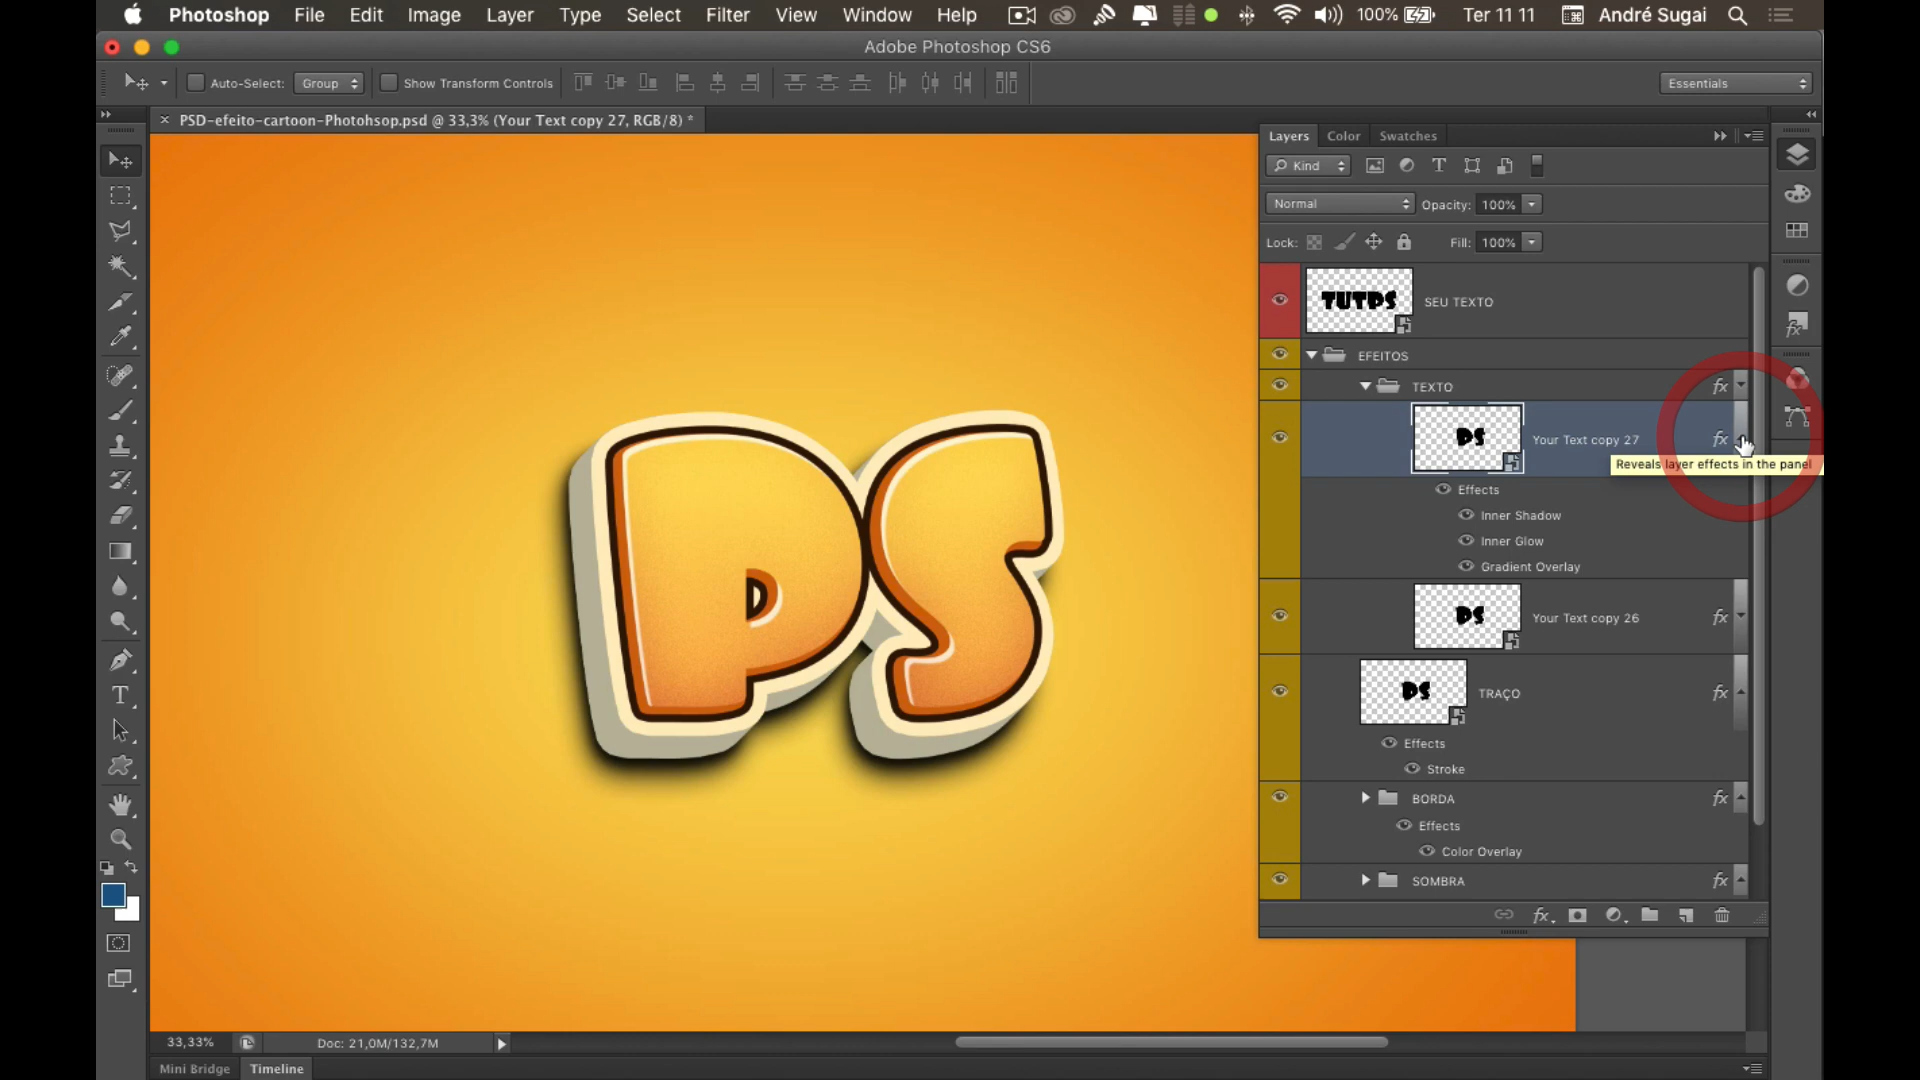 Photoshop File Edit Image Layer Type Select Filter View Window Help 100% Ter 11 11 André Sugai
Adobe Photoshop CS6
Auto-Select: Group Show Transform Controls Essentials
PSD-efeito-cartoon-Photohsop.psd @ 33,3% (Your Text copy 27, RGB/8) *
Layers Color Swatches
Kind
Normal Opacity: 100%
Lock: Fill: 100%
TUTPS SEU TEXTO
EFEITOS
TEXTO fx
PS Your Text copy 27 fx
Reveals layer effects in the panel
Effects
Inner Shadow
Inner Glow
Gradient Overlay
PS Your Text copy 26 fx
PS TRAÇO fx
Effects
Stroke
BORDA fx
Effects
Color Overlay
SOMBRA fx
fx
PS
33,33% Doc: 21,0M/132,7M
Mini Bridge Timeline